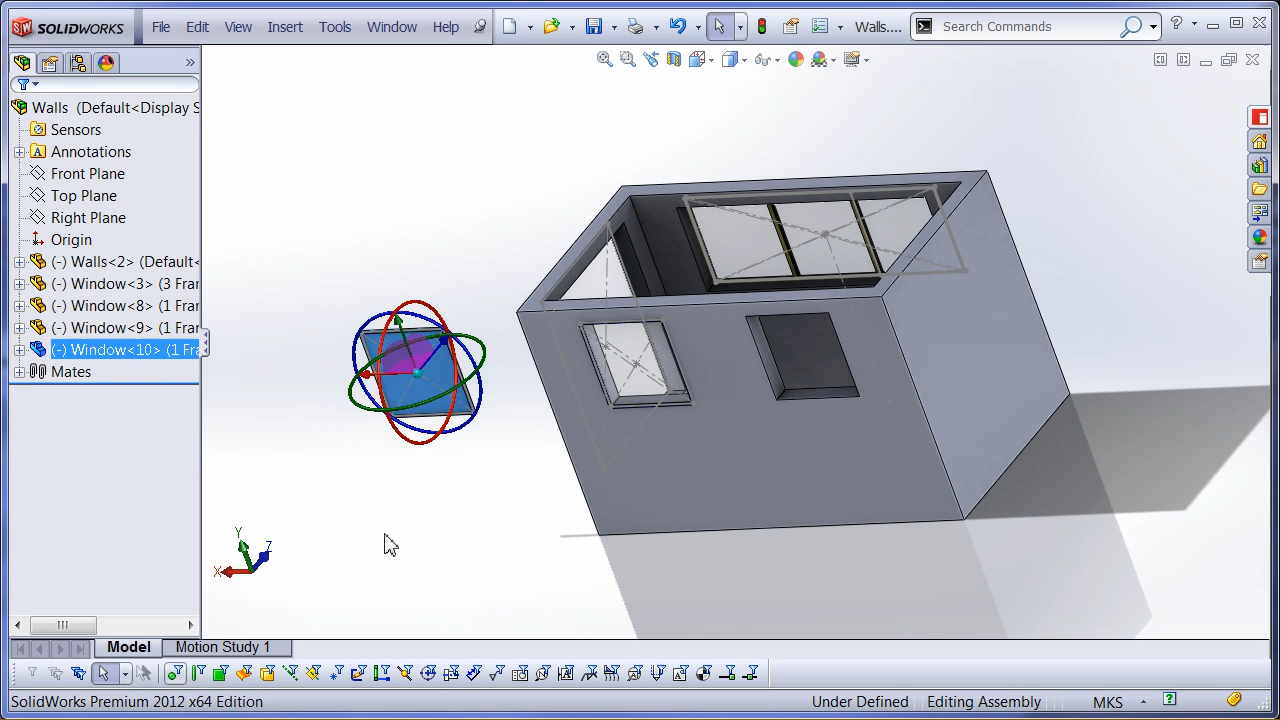 SOLIDWORKS File Edit View Insert Tools Window Help Walls.... Search Commands
Walls (Default<Display S
Sensors
A Annotations
Front Plane
Top Plane
Right Plane
Origin
(-) Walls<2> (Default<
(-) Window<3> (3 Frar
(-) Window<8> (1 Frar
(-) Window<9> (1 Frar
(-) Window<10> (1 Fra
Mates
Y
Z
X
Model Motion Study 1
SolidWorks Premium 2012 x64 Edition Under Defined Editing Assembly MKS